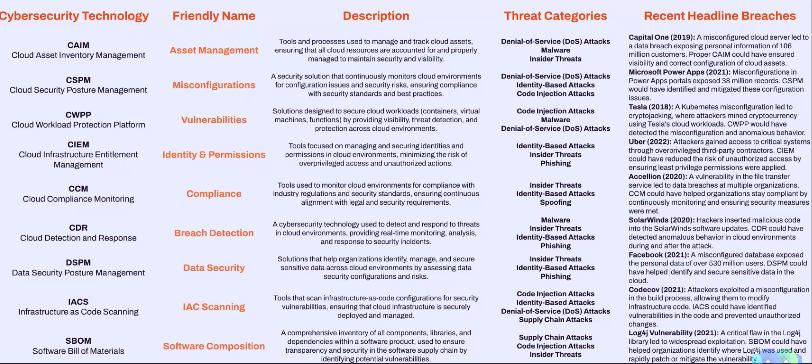 Cybersecurity Technology
Friendly Name
Description
Threat Categories
Recent Headline Breaches
CAIM
Cloud Asset Inventory Management
Asset Management
Tools and processes used to manage and track cloud assets,
ensuring that all cloud resources are accounted for and properly
managed to maintain security and visibility.
Denial-of-Service (DoS) Attacks
Malware
Insider Threats
Capital One (2019): A misconfigured cloud server led to
a data breach exposing personal information of 106
million customers. Proper CAIM could have ensured
visibility and correct configuration of cloud assets.
CSPM
Cloud Security Posture Management
Misconfigurations
A security solution that continuously monitors cloud environments
for configuration issues and security risks, ensuring compliance
with security standards and best practices.
Denial-of-Service (DoS) Attacks
Identity-Based Attacks
Code Injection Attacks
Microsoft Power Apps (2021): Misconfigurations in
Power Apps portals exposed 38 million records. CSPM
would have identified and mitigated these configuration
issues.
CWPP
Cloud Workload Protection Platform
Vulnerabilities
Solutions designed to secure cloud workloads (containers, virtual
machines, functions) by providing visibility, threat detection, and
protection across cloud environments.
Code Injection Attacks
Malware
Denial-of-Service (DoS) Attacks
Tesla (2018): A Kubernetes misconfiguration led to
cryptojacking, where attackers mined cryptocurrency
using Tesla's cloud workloads. CWPP would have
detected the misconfiguration and anomalous behavior.
CIEM
Cloud Infrastructure Entitlement
Management
Identity & Permissions
Tools focused on managing and securing identities and
permissions in cloud environments, minimizing the risk of
overprivileged access and unauthorized actions.
Identity-Based Attacks
Insider Threats
Phishing
Uber (2022): Attackers gained access to critical systems
through overprivileged third-party contractors. CIEM
could have reduced the risk of unauthorized access by
ensuring least privilege permissions were applied.
CCM
Cloud Compliance Monitoring
Compliance
Tools used to monitor cloud environments for compliance with
industry regulations and security standards, ensuring continuous
alignment with legal and security requirements.
Insider Threats
Identity-Based Attacks
Spoofing
Accellion (2020): A vulnerability in the file transfer
service led to data breaches at multiple organizations.
CCM could have helped organizations stay compliant by
continuously monitoring and ensuring security measures
were met.
CDR
Cloud Detection and Response
Breach Detection
A cybersecurity technology used to detect and respond to threats
in cloud environments, providing real-time monitoring, analysis,
and response to security incidents.
Malware
Insider Threats
Identity-Based Attacks
Phishing
SolarWinds (2020): Hackers inserted malicious code
into the SolarWinds software updates. CDR could have
detected anomalous behavior in cloud environments
during and after the attack.
DSPM
Data Security Posture Management
Data Security
Solutions that help organizations identify, manage, and secure
sensitive data across cloud environments by assessing data
security configurations and risks.
Insider Threats
Identity-Based Attacks
Phishing
Facebook (2021): A misconfigured database exposed
the personal data of over 530 million users. DSPM could
have helped identify and secure sensitive data in the
cloud.
IACS
Infrastructure as Code Scanning
IAC Scanning
Tools that scan infrastructure-as-code configurations for security
vulnerabilities, ensuring that cloud infrastructure is securely
deployed and managed.
Code Injection Attacks
Identity-Based Attacks
Denial-of-Service (DoS) Attacks
Supply Chain Attacks
Codecov (2021): Attackers exploited a misconfiguration
in the build process, allowing them to modify
infrastructure code. IACS could have identified
vulnerabilities in the code and prevented unauthorized
changes.
SBOM
Software Bill of Materials
Software Composition
A comprehensive inventory of all components, libraries, and
dependencies within a software product, used to ensure
transparency and security in the software supply chain by
identifying potential vulnerabilities.
Supply Chain Attacks
Code Injection Attacks
Insider Threats
Log4j Vulnerability (2021): A critical flaw in the Log4j
library led to widespread exploitation. SBOM could have
helped organizations identify where Log4j was used and
rapidly patch or mitigate the vulnerability.